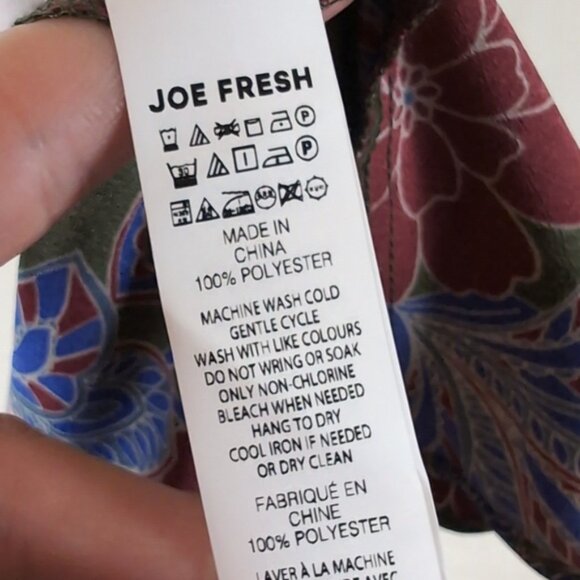 JOE FRESH
P
30 P
MADE IN
CHINA
100% POLYESTER
MACHINE WASH COLD
GENTLE CYCLE
WASH WITH LIKE COLOURS
DO NOT WRING OR SOAK
ONLY NON-CHLORINE
BLEACH WHEN NEEDED
HANG TO DRY
COOL IRON IF NEEDED
OR DRY CLEAN
FABRIQUÉ EN
CHINE
100% POLYESTER
LAVER À LA MACHINE
AVEC